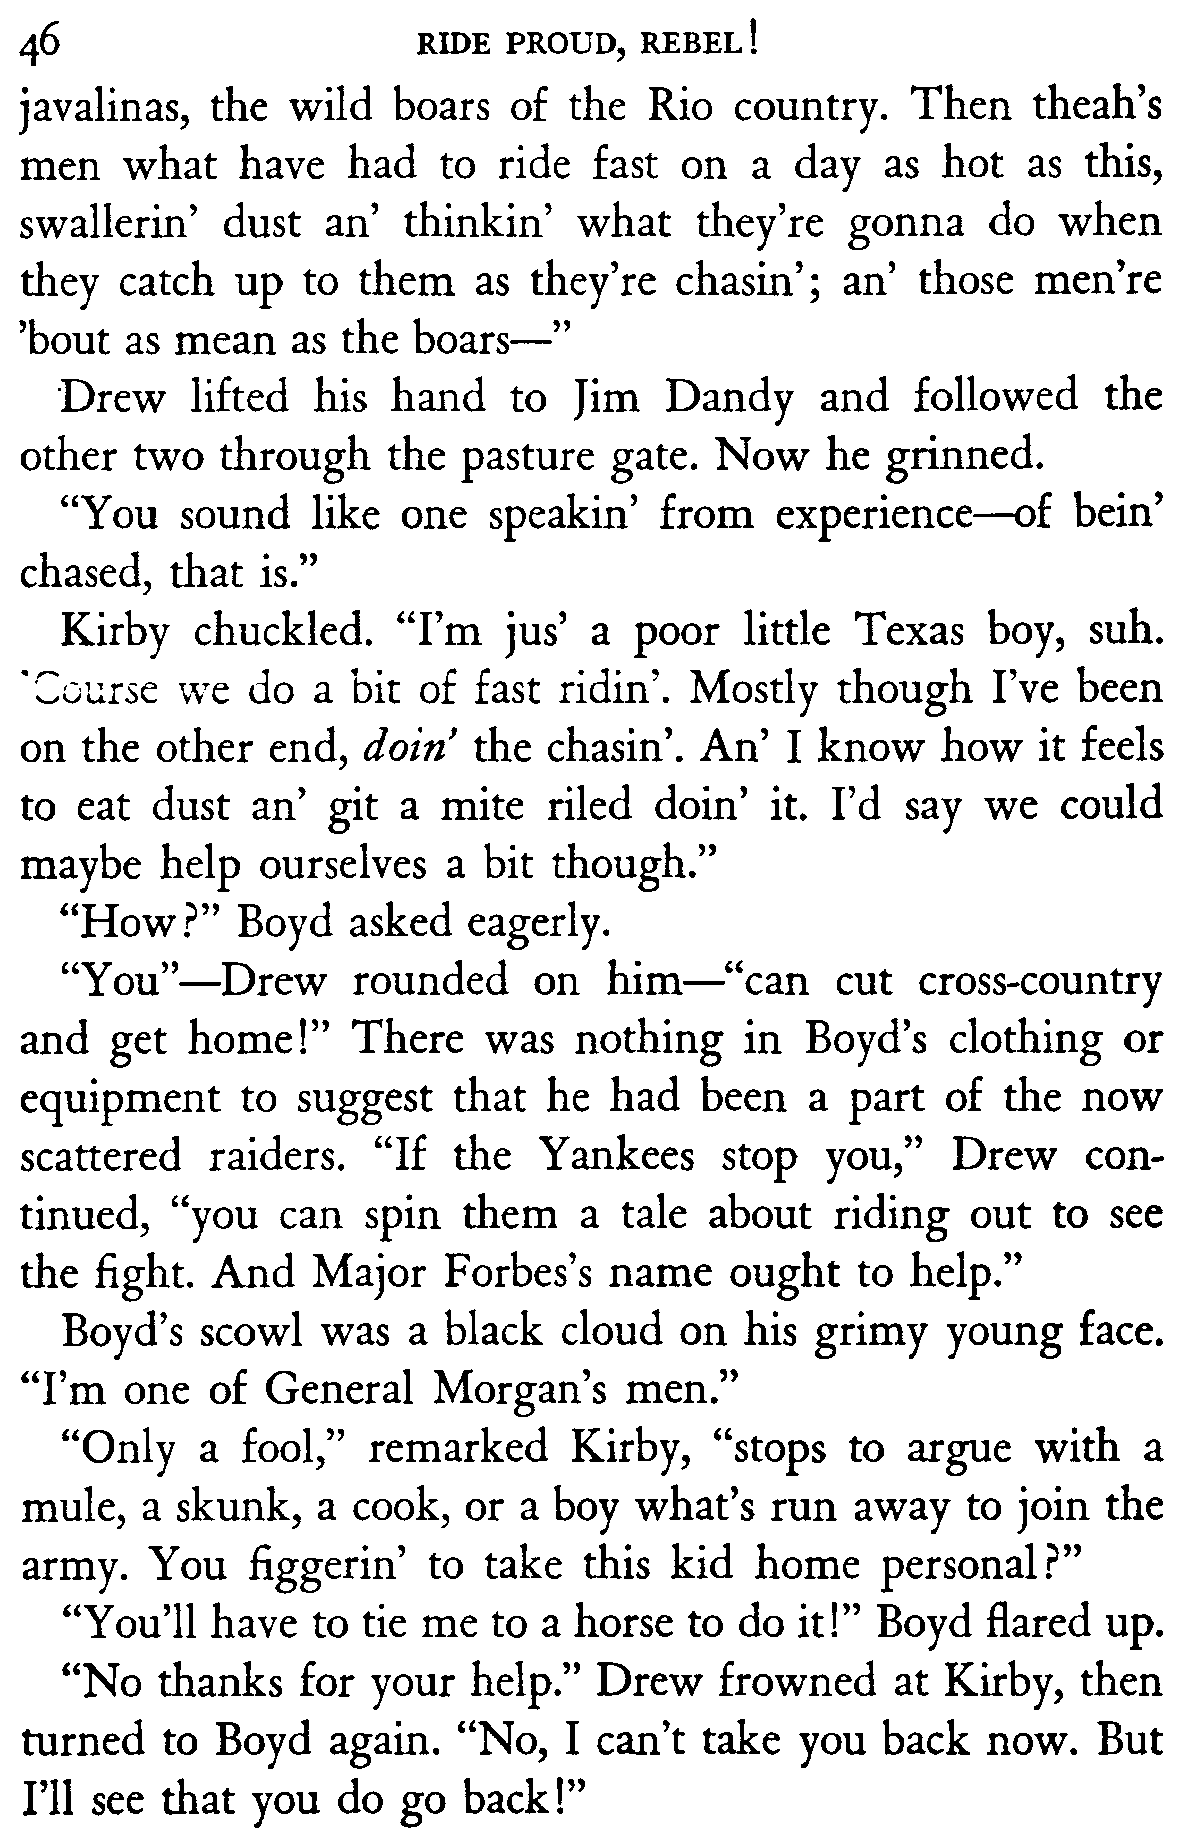 46 RIDE PROUD, REBEL!
javalinas, the wild boars of the Rio country. Then theah’s
men what have had to ride fast on a day as hot as this,
swallerin’ dust an’ thinkin’ what they’re gonna do when
they catch up to them as they’re chasin’; an’ those men’re
’bout as mean as the boars—”
Drew lifted his hand to Jim Dandy and followed the
other two through the pasture gate. Now he grinned.
“You sound like one speakin’ from experience—of bein’
chased, that is.”
Kirby chuckled. “I’m jus’ a poor little Texas boy, suh.
’Course we do a bit of fast ridin’. Mostly though I’ve been
on the other end, doin’ the chasin’. An’ I know how it feels
to eat dust an’ git a mite riled doin’ it. I’d say we could
maybe help ourselves a bit though.”
“How?” Boyd asked eagerly.
“You”—Drew rounded on him—“can cut cross-country
and get home!” There was nothing in Boyd’s clothing or
equipment to suggest that he had been a part of the now
scattered raiders. “If the Yankees stop you,” Drew con-
tinued, “you can spin them a tale about riding out to see
the fight. And Major Forbes’s name ought to help.”
Boyd’s scowl was a black cloud on his grimy young face.
“I’m one of General Morgan’s men.”
“Only a fool,” remarked Kirby, “stops to argue with a
mule, a skunk, a cook, or a boy what’s run away to join the
army. You figgerin’ to take this kid home personal?”
“You’ll have to tie me to a horse to do it!” Boyd flared up.
“No thanks for your help.” Drew frowned at Kirby, then
turned to Boyd again. “No, I can’t take you back now. But
I’ll see that you do go back!”